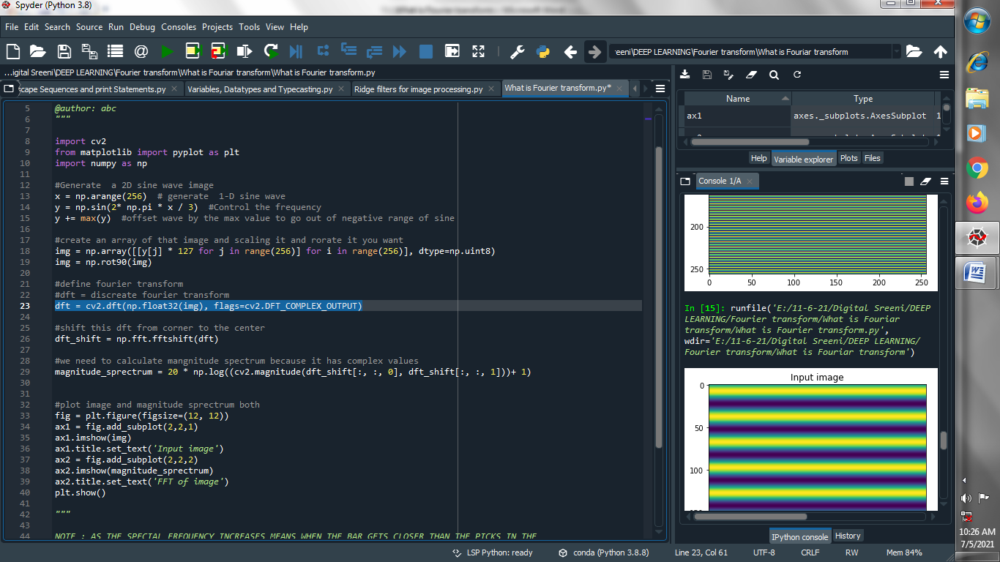 Spyder (Python 3.8)
File Edit Search Source Run Debug Consoles Projects Tools View Help
:reeni\DEEP LEARNING\Fourier transform\What is Fouriar transform
...igital Sreeni\DEEP LEARNING\Fourier transform\What is Fouriar transform\What is Fourier transform.py
cape Sequences and print Statements.py
Variables, Datatypes and Typecasting.py
Ridge filters for image processing.py
What is Fourier transform.py*
5 @author: abc
6 """
7
8 import cv2
9 from matplotlib import pyplot as plt
10 import numpy as np
11
12 #Generate  a 2D sine wave image
13 x = np.arange(256)  # generate  1-D sine wave
14 y = np.sin(2* np.pi * x / 3)  #Control the frequency
15 y += max(y)  #offset wave by the max value to go out of negative range of sine
16
17 #create an array of that image and scaling it and rorate it you want
18 img = np.array([[y[j] * 127 for j in range(256)] for i in range(256)], dtype=np.uint8)
19 img = np.rot90(img)
20
21 #define fourier transform
22 #dft = discreate fourier transform
23 dft = cv2.dft(np.float32(img), flags=cv2.DFT_COMPLEX_OUTPUT)
24
25 #shift this dft from corner to the center
26 dft_shift = np.fft.fftshift(dft)
27
28 #we need to calculate mangnitude spectrum because it has complex values
29 magnitude_sprectrum = 20 * np.log((cv2.magnitude(dft_shift[:, :, 0], dft_shift[:, :, 1]))+ 1)
30
31
32 #plot image and magnitude sprectrum both
33 fig = plt.figure(figsize=(12, 12))
34 ax1 = fig.add_subplot(2,2,1)
35 ax1.imshow(img)
36 ax1.title.set_text('Input image')
37 ax2 = fig.add_subplot(2,2,2)
38 ax2.imshow(magnitude_sprectrum)
39 ax2.title.set_text('FFT of image')
40 plt.show()
41
42 """
43
44 NOTE : AS THE SPECIAL FREQUENCY INCREASES MEANS WHEN THE BAR GETS CLOSER THAN THE PICKS IN THE
Name Type
ax1 axes._subplots.AxesSubplot 1
Help Variable explorer Plots Files
Console 1/A
200
250
0 50 100 150 200 250
In [15]: runfile('E:/11-6-21/Digital Sreeni/DEEP
LEARNING/Fourier transform/What is Fouriar
transform/What is Fourier transform.py',
wdir='E:/11-6-21/Digital Sreeni/DEEP LEARNING/
Fourier transform/What is Fouriar transform')
Input image
0
50
100
IPython console History
LSP Python: ready conda (Python 3.8.8) Line 23, Col 61 UTF-8 CRLF RW Mem 84%
10:26 AM
7/5/2021